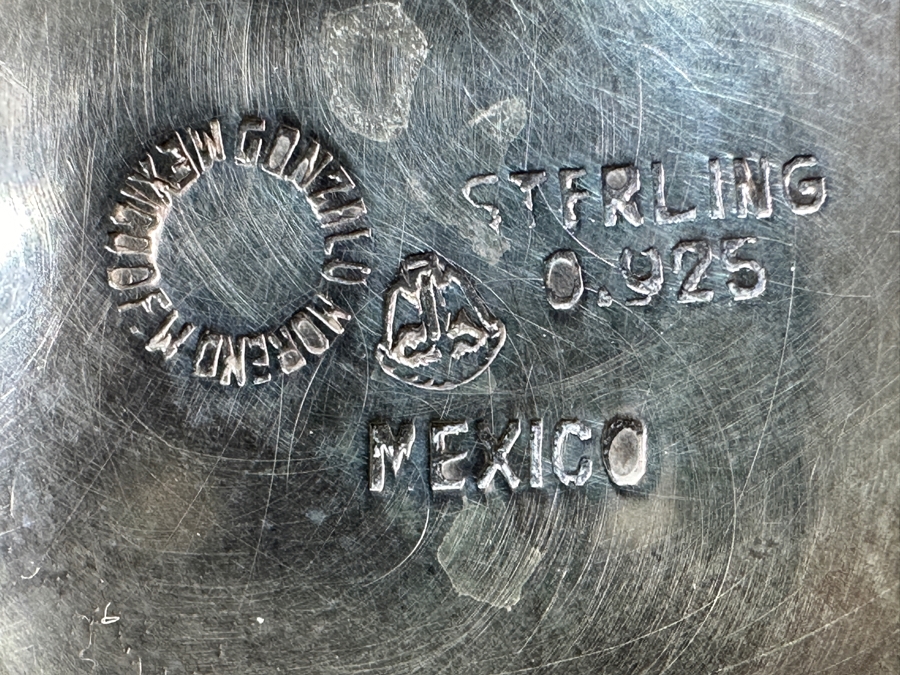 GONZALO MORENO M.
MEXICO D.F.
STERLING
0.925
MEXICO